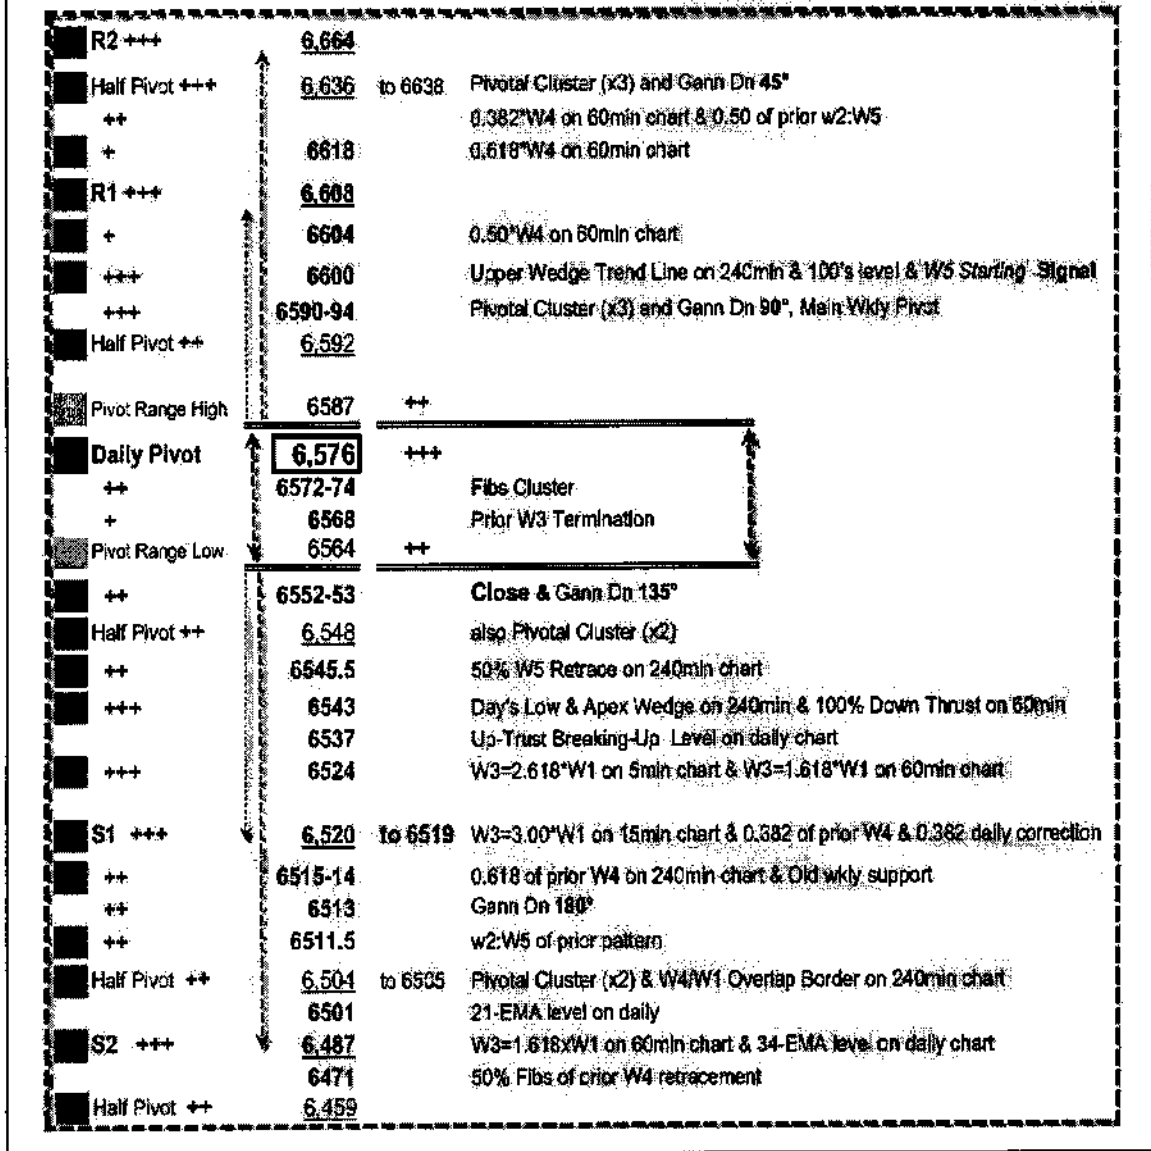 R2 +++ 6,664
Half Pivot +++ 6,636 to 6638 Pivotal Cluster (x3) and Gann Dn 45°
++ 0.382*W4 on 60min chart & 0.50 of prior w2:W5
+ 6618 0.618*W4 on 60min chart
R1 +++ 6,608
+ 6604 0.50*W4 on 60min chart
+++ 6600 Upper Wedge Trend Line on 240min & 100's level & W5 Starting Signal
+++ 6590-94 Pivotal Cluster (x3) and Gann Dn 90°, Main Wkly Pivot
Half Pivot ++ 6,592
Pivot Range High 6587 ++
Daily Pivot 6,576 +++
++ 6572-74 Fibs Cluster
+ 6568 Prior W3 Termination
Pivot Range Low 6564 ++
++ 6552-53 Close & Gann Dn 135°
Half Pivot ++ 6,548 also Pivotal Cluster (x2)
++ 6545.5 50% W5 Retrace on 240min chart
+++ 6543 Day's Low & Apex Wedge on 240min & 100% Down Thrust on 60min
6537 Up-Trust Breaking-Up Level on daily chart
+++ 6524 W3=2.618*W1 on 5min chart & W3=1.618*W1 on 60min chart
S1 +++ 6,520 to 6519 W3=3.00*W1 on 15min chart & 0.382 of prior W4 & 0.382 daily correction
++ 6515-14 0.618 of prior W4 on 240min chart & Old wkly support
++ 6513 Gann Dn 180°
++ 6511.5 w2:W5 of prior pattern
Half Pivot ++ 6,504 to 6505 Pivotal Cluster (x2) & W4/W1 Overlap Border on 240min chart
6501 21-EMA level on daily
S2 +++ 6,487 W3=1.618xW1 on 60min chart & 34-EMA level on daily chart
6471 50% Fibs of prior W4 retracement
Half Pivot ++ 6,459